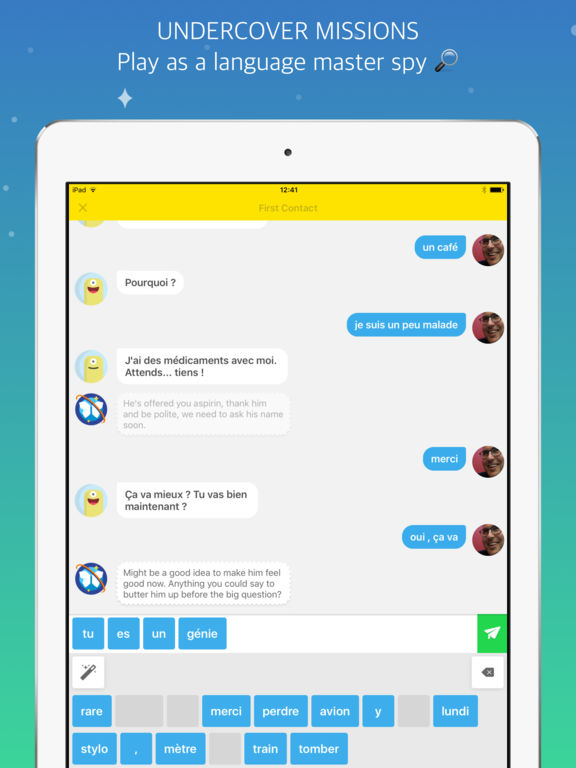 UNDERCOVER MISSIONS
Play as a language master spy 🔎
iPad 12:41
First Contact
un café
Pourquoi ?
je suis un peu malade
J'ai des médicaments avec moi.
Attends... tiens !
He's offered you aspirin, thank him
and be polite, we need to ask his name
soon.
merci
Ça va mieux ? Tu vas bien
maintenant ?
oui , ça va
Might be a good idea to make him feel
good now. Anything you could say to
butter him up before the big question?
tu es un génie
rare merci perdre avion y lundi
stylo , mètre train tomber